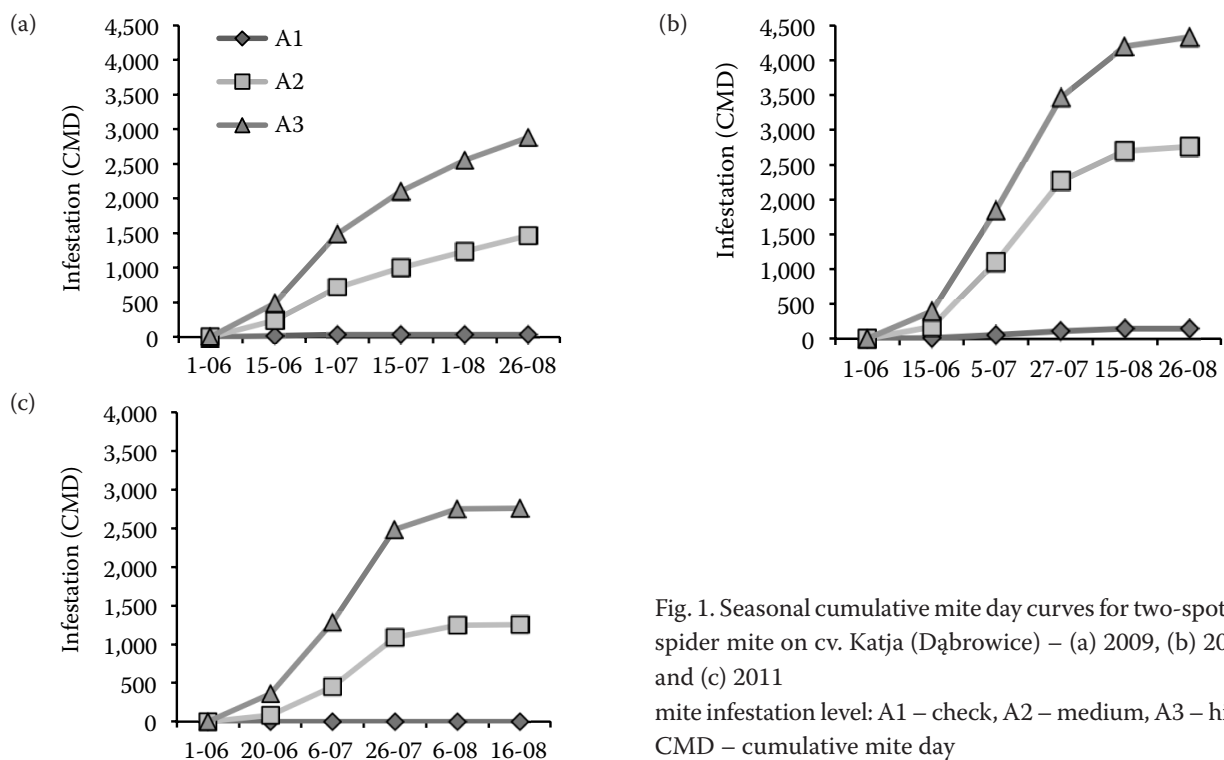 (a)
Infestation (CMD)
4,500
4,000
3,500
3,000
2,500
2,000
1,500
1,000
500
0
A1
A2
A3
1-06 15-06 1-07 15-07 1-08 26-08
(b)
Infestation (CMD)
4,500
4,000
3,500
3,000
2,500
2,000
1,500
1,000
500
0
1-06 15-06 5-07 27-07 15-08 26-08
(c)
Infestation (CMD)
4,000
3,500
3,000
2,500
2,000
1,500
1,000
500
0
1-06 20-06 6-07 26-07 6-08 16-08
Fig. 1. Seasonal cumulative mite day curves for two-spot
spider mite on cv. Katja (Dąbrowice) – (a) 2009, (b) 20
and (c) 2011
mite infestation level: A1 – check, A2 – medium, A3 – hi
CMD – cumulative mite day